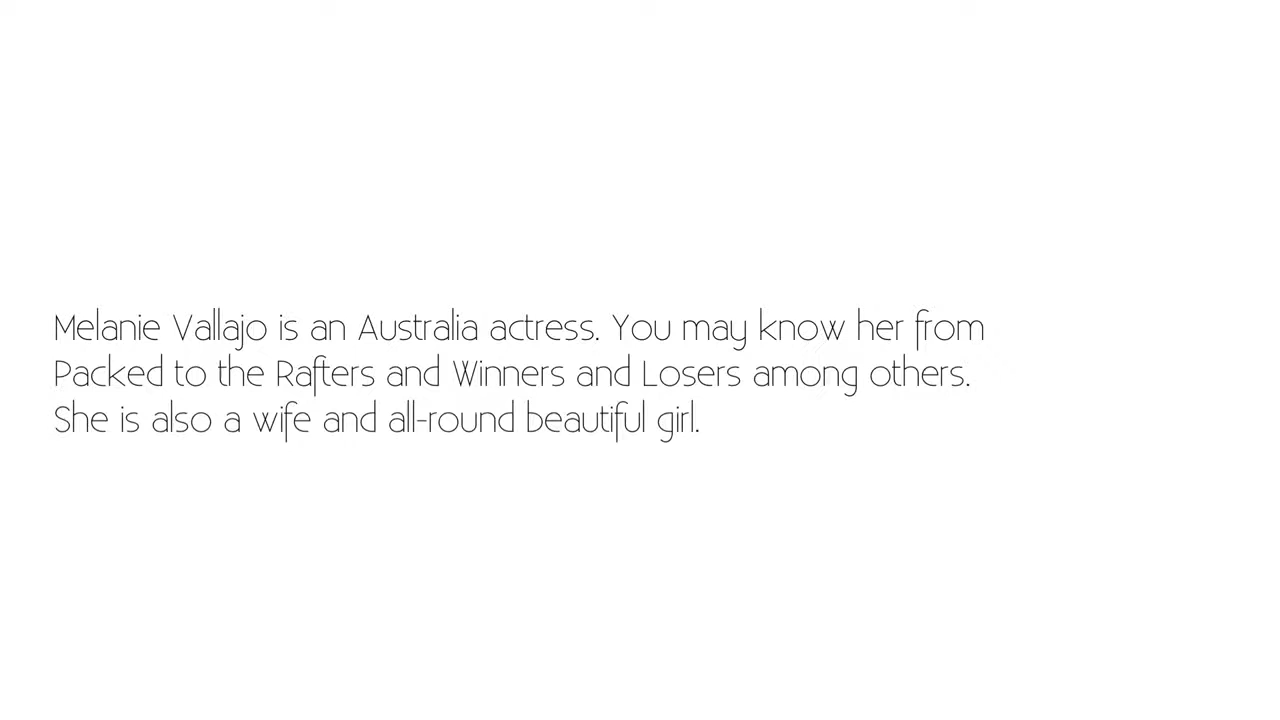 Melanie Vallajo is an Australia actress. You may know her from
Packed to the Rafters and Winners and Losers among others.
She is also a wife and all-round beautiful girl.